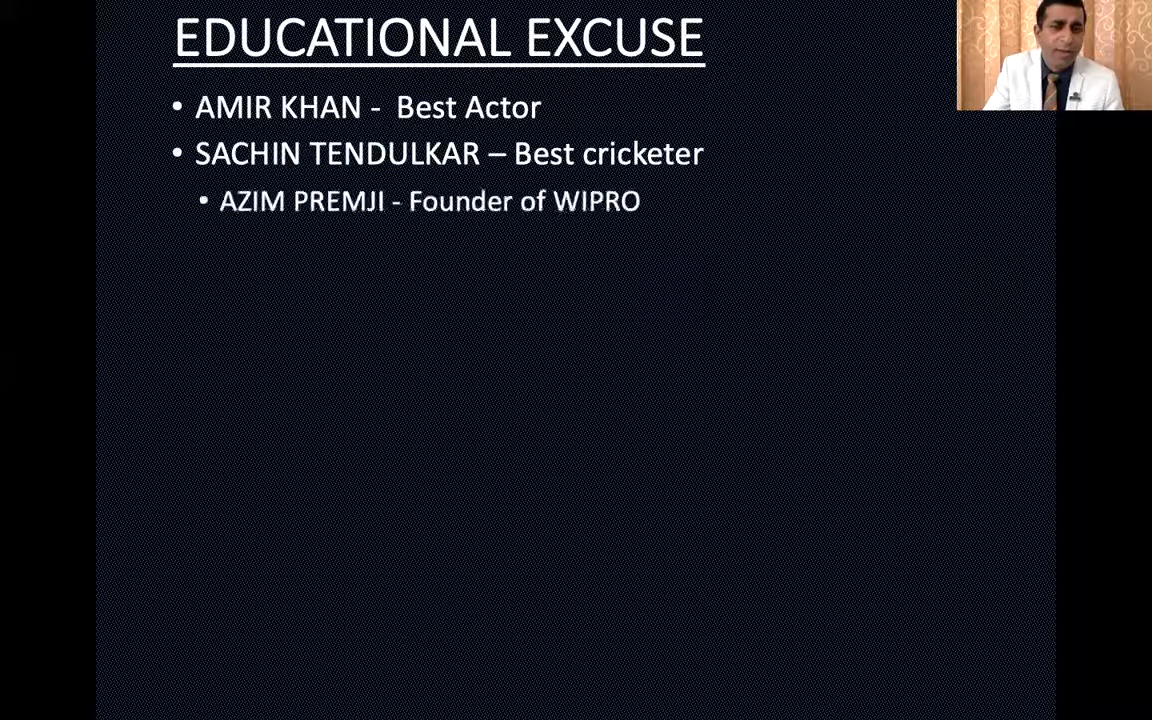 EDUCATIONAL EXCUSE
• AMIR KHAN - Best Actor
• SACHIN TENDULKAR – Best cricketer
• AZIM PREMJI - Founder of WIPRO